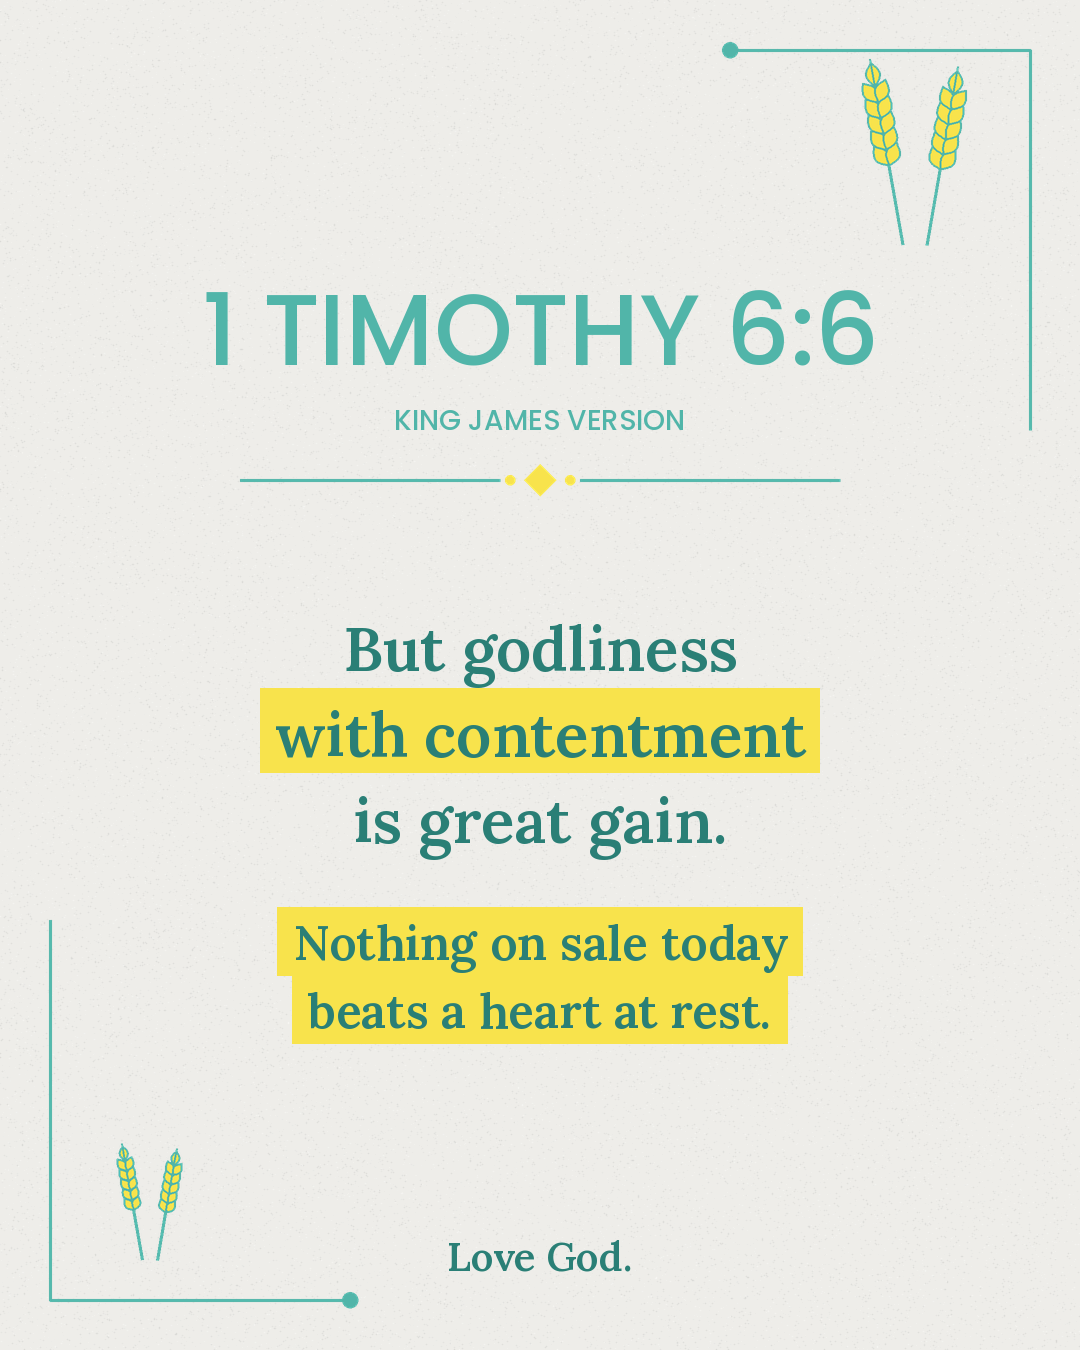 1 TIMOTHY 6:6
KING JAMES VERSION
But godliness
with contentment
is great gain.
Nothing on sale today
beats a heart at rest.
Love God.